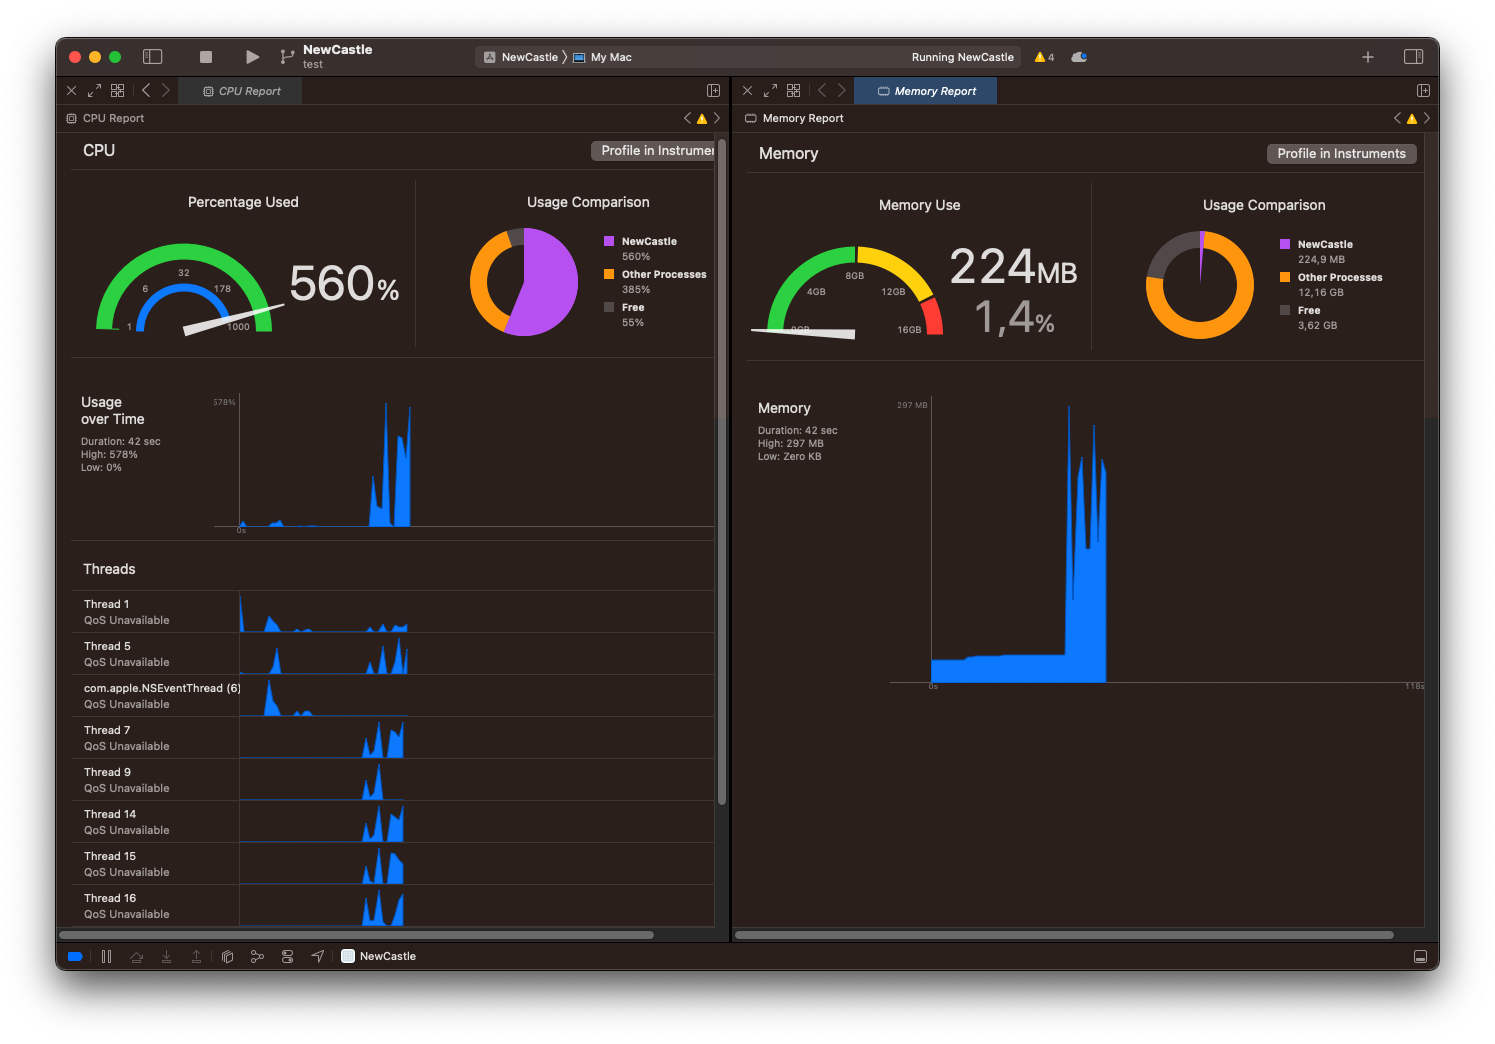 NewCastle
test
NewCastle
My Mac
Running NewCastle
4
CPU Report
CPU Report
CPU
Profile in Instrumen
Percentage Used
1
6
32
178
1000
560%
Usage Comparison
NewCastle
560%
Other Processes
385%
Free
55%
Usage
over Time
Duration: 42 sec
High: 578%
Low: 0%
578%
0s
Threads
Thread 1
QoS Unavailable
Thread 5
QoS Unavailable
com.apple.NSEventThread (6)
QoS Unavailable
Thread 7
QoS Unavailable
Thread 9
QoS Unavailable
Thread 14
QoS Unavailable
Thread 15
QoS Unavailable
Thread 16
QoS Unavailable
Memory Report
Memory Report
Memory
Profile in Instruments
Memory Use
0GB
4GB
8GB
12GB
16GB
224MB
1,4%
Usage Comparison
NewCastle
224,9 MB
Other Processes
12,16 GB
Free
3,62 GB
Memory
Duration: 42 sec
High: 297 MB
Low: Zero KB
297 MB
0s
118s
NewCastle